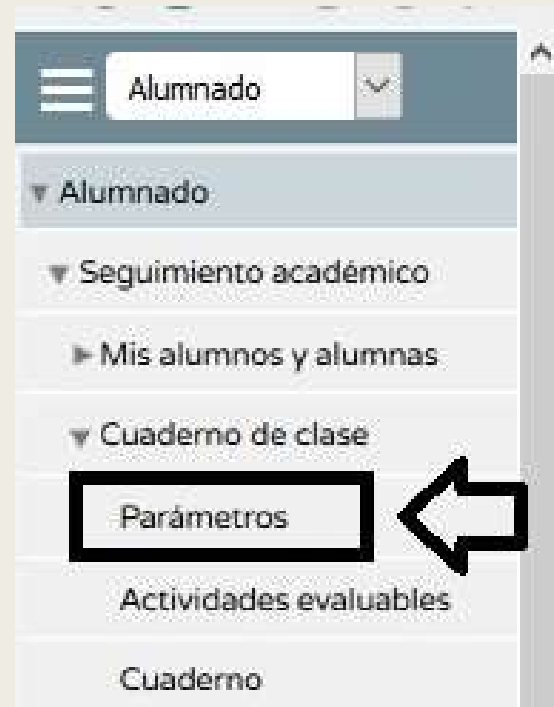 Alumnado
Alumnado
Seguimiento académico
Mis alumnos y alumnas
Cuaderno de clase
Parámetros
Actividades evaluables
Cuaderno